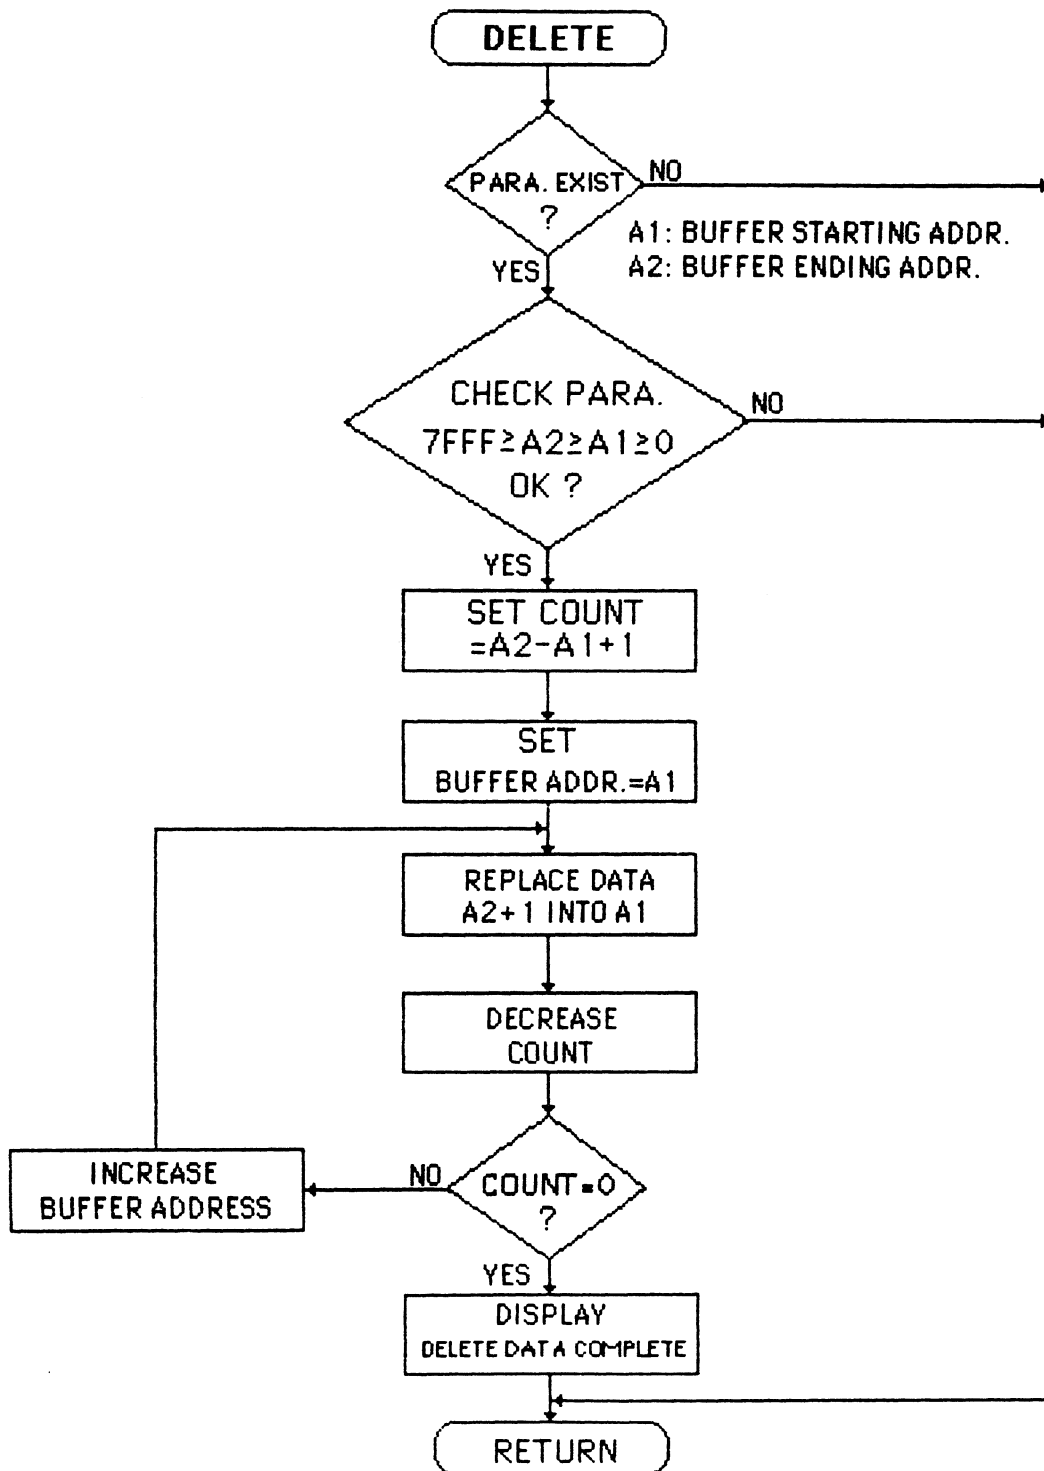 DELETE
PARA. EXIST
?
NO
A1: BUFFER STARTING ADDR.
A2: BUFFER ENDING ADDR.
YES
CHECK PARA.
7FFF≥A2≥A1≥0
OK ?
NO
YES
SET COUNT
=A2-A1+1
SET
BUFFER ADDR.=A1
REPLACE DATA
A2+1 INTO A1
DECREASE
COUNT
INCREASE
BUFFER ADDRESS
NO
COUNT=0
?
YES
DISPLAY
DELETE DATA COMPLETE
RETURN